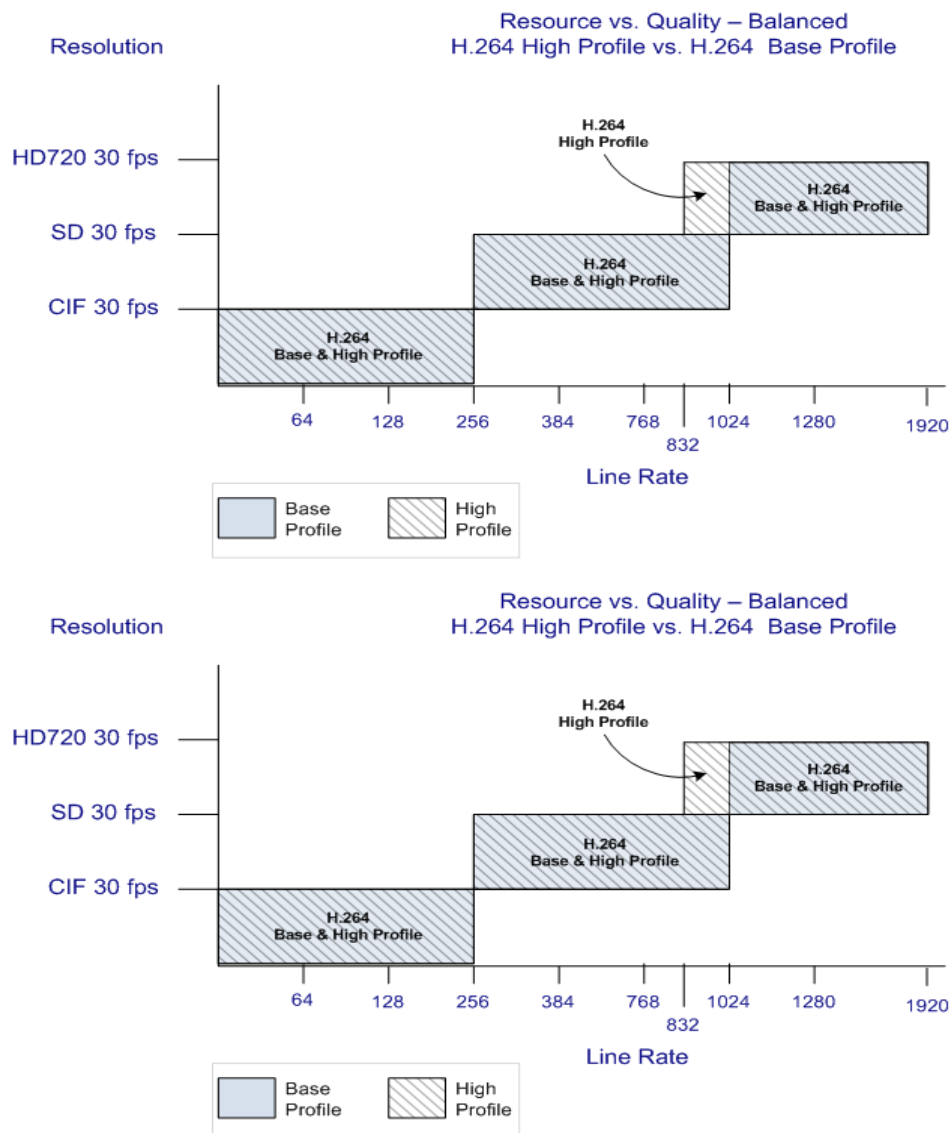 Resource vs. Quality – Balanced
H.264 High Profile vs. H.264 Base Profile
Resolution
H.264
High Profile
HD720 30 fps
H.264
Base & High Profile
SD 30 fps
H.264
Base & High Profile
CIF 30 fps
H.264
Base & High Profile
64 128 256 384 768 832 1024 1280 1920
Line Rate
Base
Profile
High
Profile
Resource vs. Quality – Balanced
H.264 High Profile vs. H.264 Base Profile
Resolution
H.264
High Profile
HD720 30 fps
H.264
Base & High Profile
SD 30 fps
H.264
Base & High Profile
CIF 30 fps
H.264
Base & High Profile
64 128 256 384 768 832 1024 1280 1920
Line Rate
Base
Profile
High
Profile